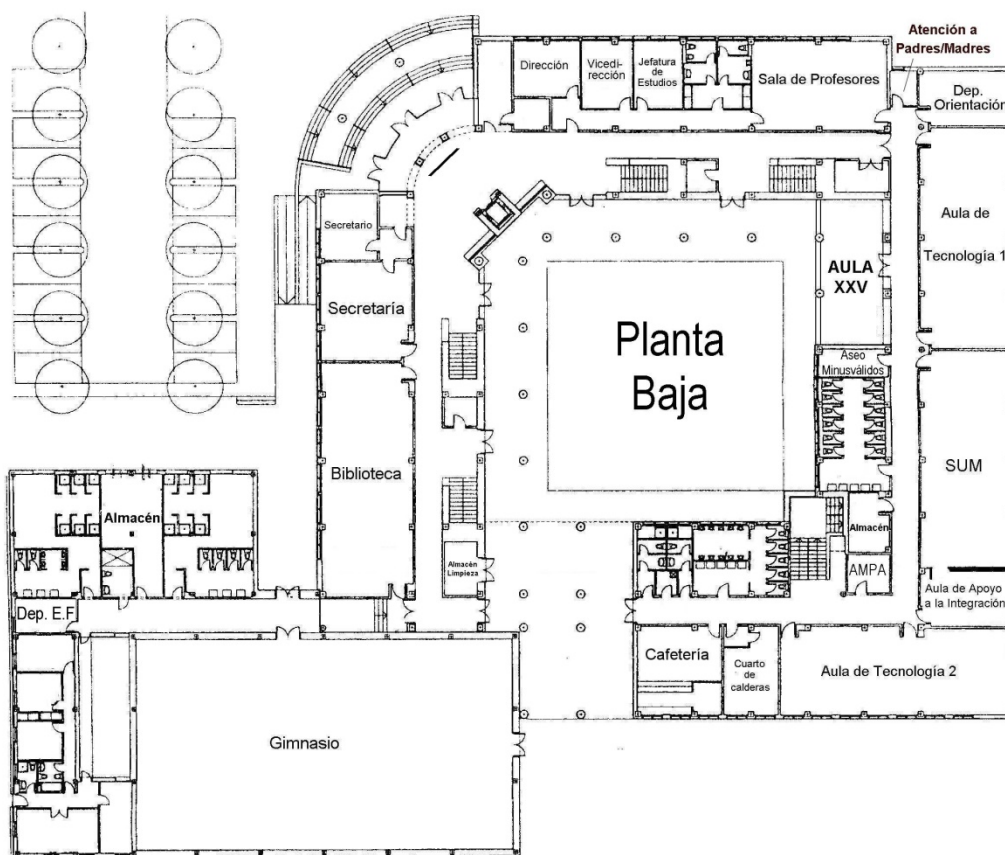 Atención a
Padres/Madres
Dirección
Vicedi-
rección
Jefatura
de
Estudios
Sala de Profesores
Dep.
Orientación
Secretario
Aula de
Tecnología 1
AULA
XXV
Secretaría
Planta
Baja
Aseo
Minusválidos
Biblioteca
SUM
Almacén
Almacén
Almacén
Limpieza
AMPA
Aula de Apoyo
a la Integración
Dep. E.F.
Cafetería
Cuarto
de
calderas
Aula de Tecnología 2
Gimnasio